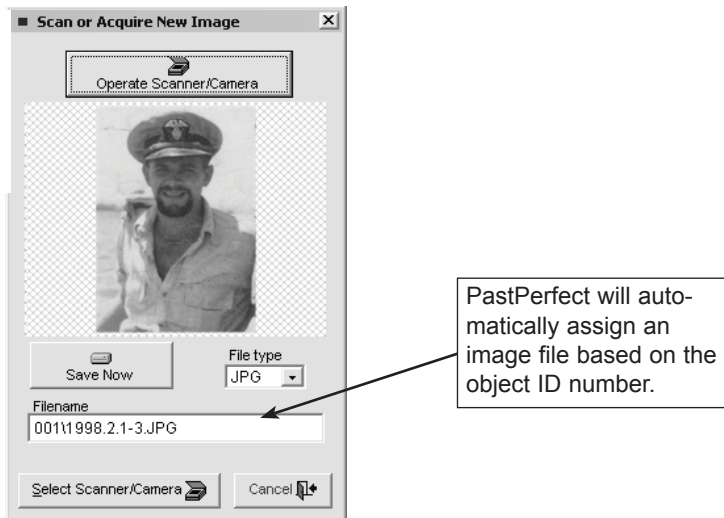 Scan or Acquire New Image
Operate Scanner/Camera
Save Now
File type
JPG
Filename
001\1998.2.1-3.JPG
Select Scanner/Camera
Cancel
PastPerfect will auto-
matically assign an
image file based on the
object ID number.